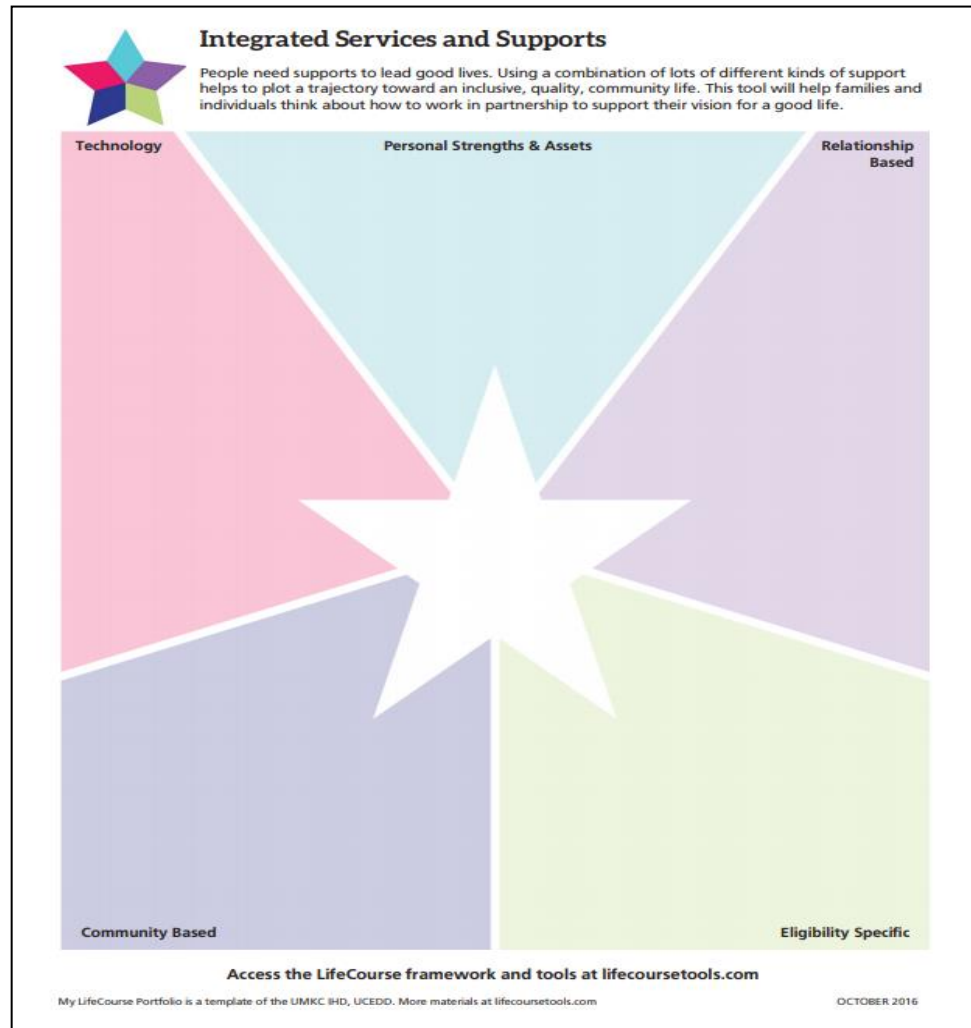 Integrated Services and Supports
People need supports to lead good lives. Using a combination of lots of different kinds of support
helps to plot a trajectory toward an inclusive, quality, community life. This tool will help families and
individuals think about how to work in partnership to support their vision for a good life.
Technology
Personal Strengths & Assets
Relationship
Based
Community Based
Eligibility Specific
Access the LifeCourse framework and tools at lifecoursetools.com
My LifeCourse Portfolio is a template of the UMKC IHD, UCEDD. More materials at lifecoursetools.com
OCTOBER 2016